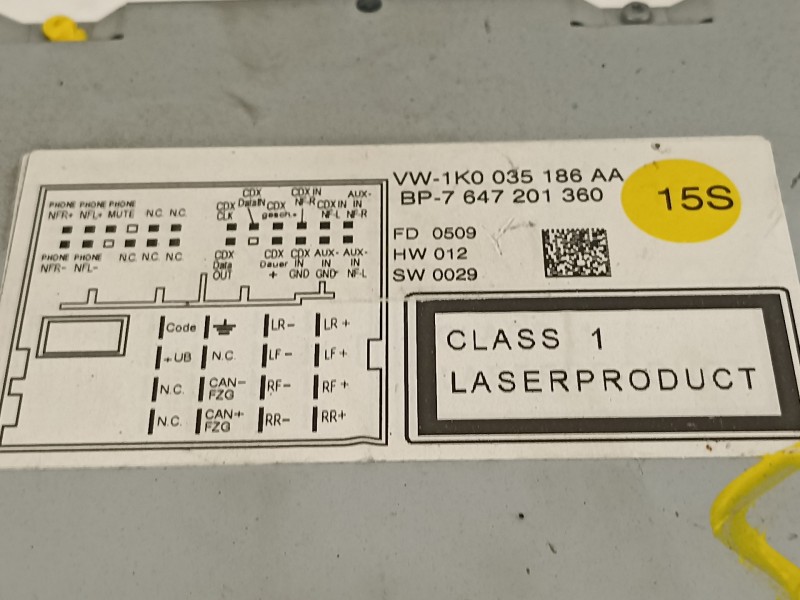 VW-1K0 035 186 AA
BP-7 647 201 360
15S
FD 0509
HW 012
SW 0029
CLASS 1
LASERPRODUCT
PHONE NFR+ PHONE NFL+ PHONE MUTE N.C. N.C.
PHONE NFR- PHONE NFL- N.C. N.C. N.C.
CDX CLK CDX DataIN CDX gesch.+ CDX IN NF-R CDX IN NF-L AUX-IN NF-R
CDX Data OUT CDX Dauer + CDX IN GND AUX-IN GND AUX-IN NF-L
Code LR- LR+
+UB N.C. LF- LF+
N.C. CAN- FZG RF- RF+
N.C. CAN+ FZG RR- RR+